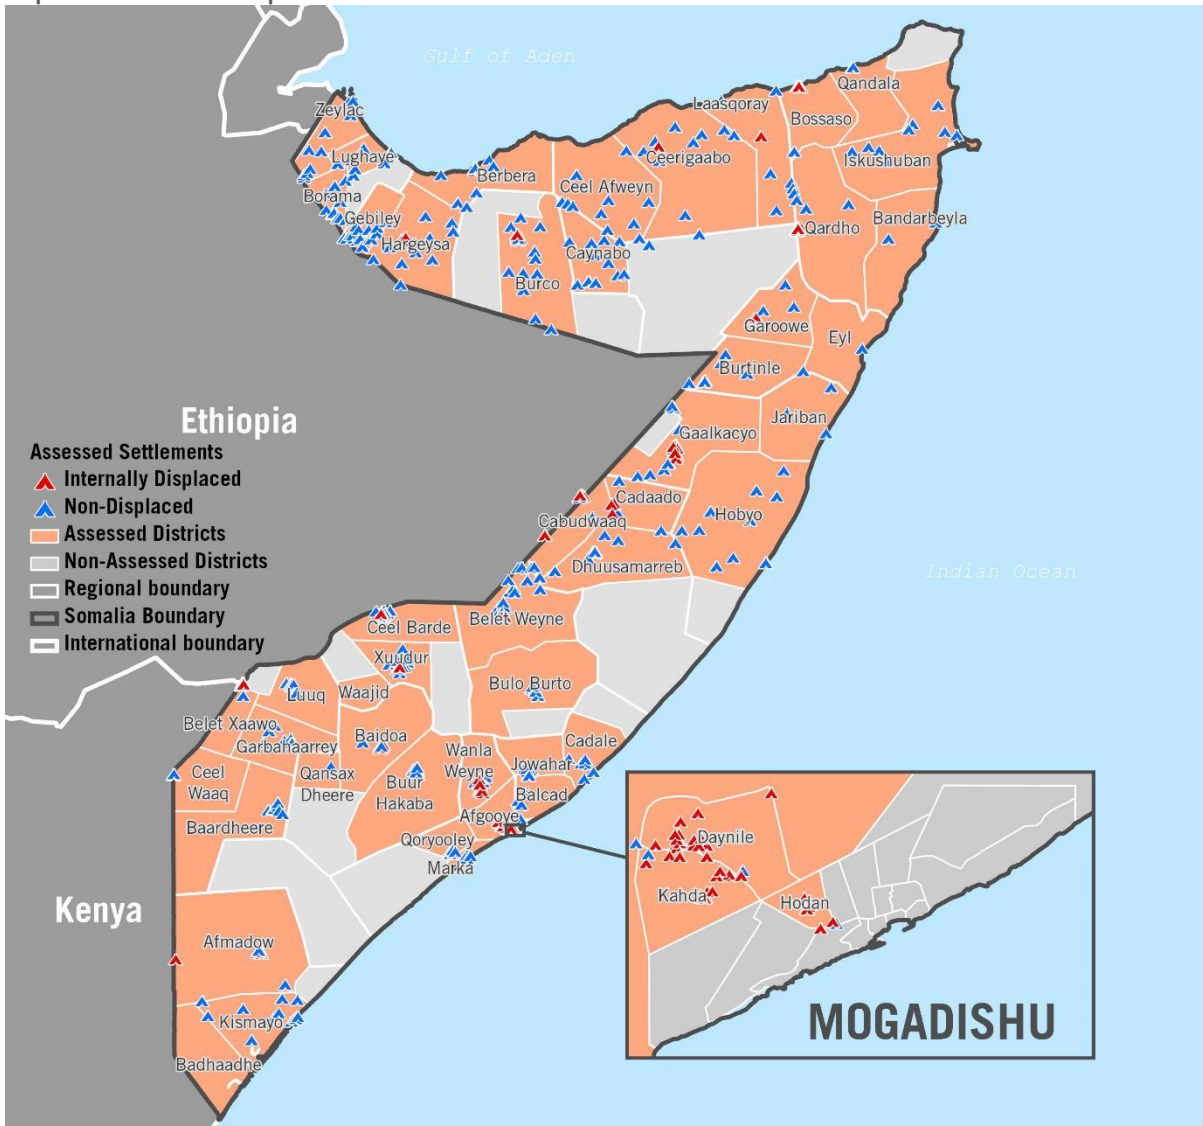 Gulf of Aden
Qandala
Laasqoray
Zeylac
Bossaso
Lughaye
Ceerigaabo
Iskushuban
Berbera
Ceel Afweyn
Borama
Gebiley
Bandarbeyla
Qardho
Hargeysa
Caynabo
Burco
Garoowe
Eyl
Burtinle
Ethiopia
Jariban
Gaalkacyo
Assessed Settlements
Internally Displaced
Non-Displaced
Assessed Districts
Non-Assessed Districts
Regional boundary
Somalia Boundary
International boundary
Cadaado
Hobyo
Cabudwaaq
Dhuusamarreb
Indian Ocean
Belet Weyne
Ceel Barde
Xuudur
Bulo Burto
Luuq
Waajid
Belet Xaawo
Baidoa
Cadale
Garbahaarrey
Wanla
Weyne
Jowahar
Ceel
Waaq
Qansax
Dheere
Buur
Hakaba
Balcad
Afgooye
Baardheere
Qoryooley
Marka
Daynile
Kahda
Hodan
Kenya
Afmadow
MOGADISHU
Kismayo
Badhaadhe